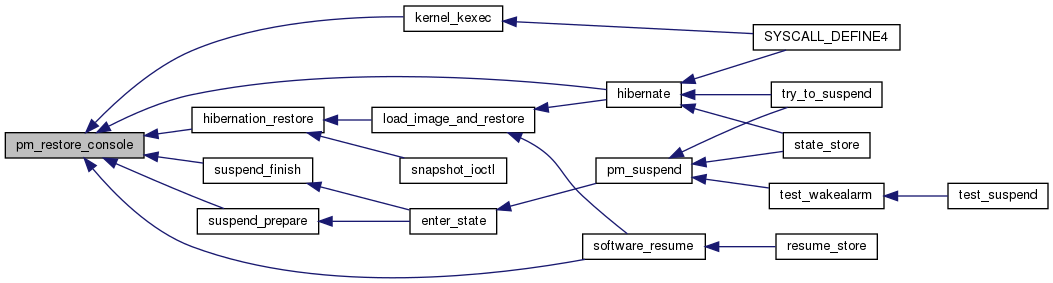 kernel_kexec
SYSCALL_DEFINE4
hibernate
try_to_suspend
hibernation_restore
load_image_and_restore
pm_restore_console
state_store
suspend_finish
snapshot_ioctl
pm_suspend
test_wakealarm
test_suspend
suspend_prepare
enter_state
software_resume
resume_store